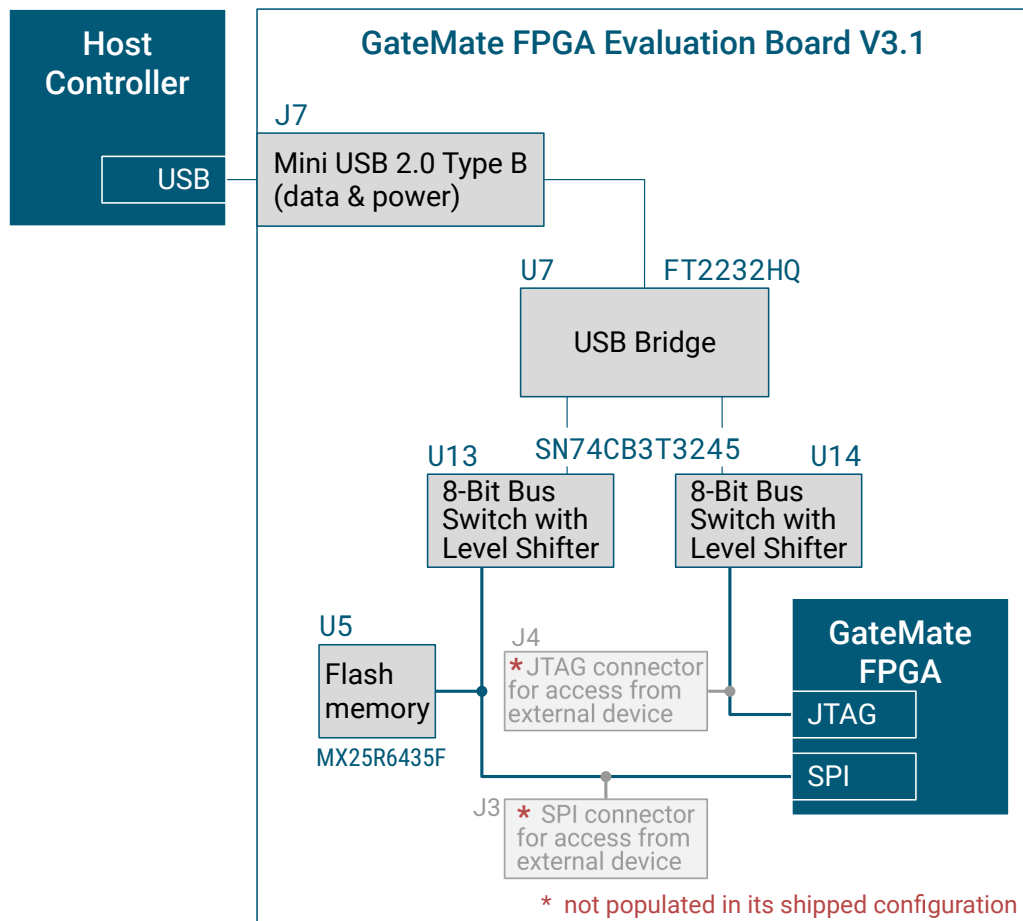 Host
Controller
USB
GateMate FPGA Evaluation Board V3.1
J7
Mini USB 2.0 Type B
(data & power)
U7
FT2232HQ
USB Bridge
SN74CB3T3245
U13
8-Bit Bus
Switch with
Level Shifter
U14
8-Bit Bus
Switch with
Level Shifter
U5
Flash
memory
MX25R6435F
J4
* JTAG connector
for access from
external device
GateMate
FPGA
JTAG
SPI
J3
* SPI connector
for access from
external device
* not populated in its shipped configuration